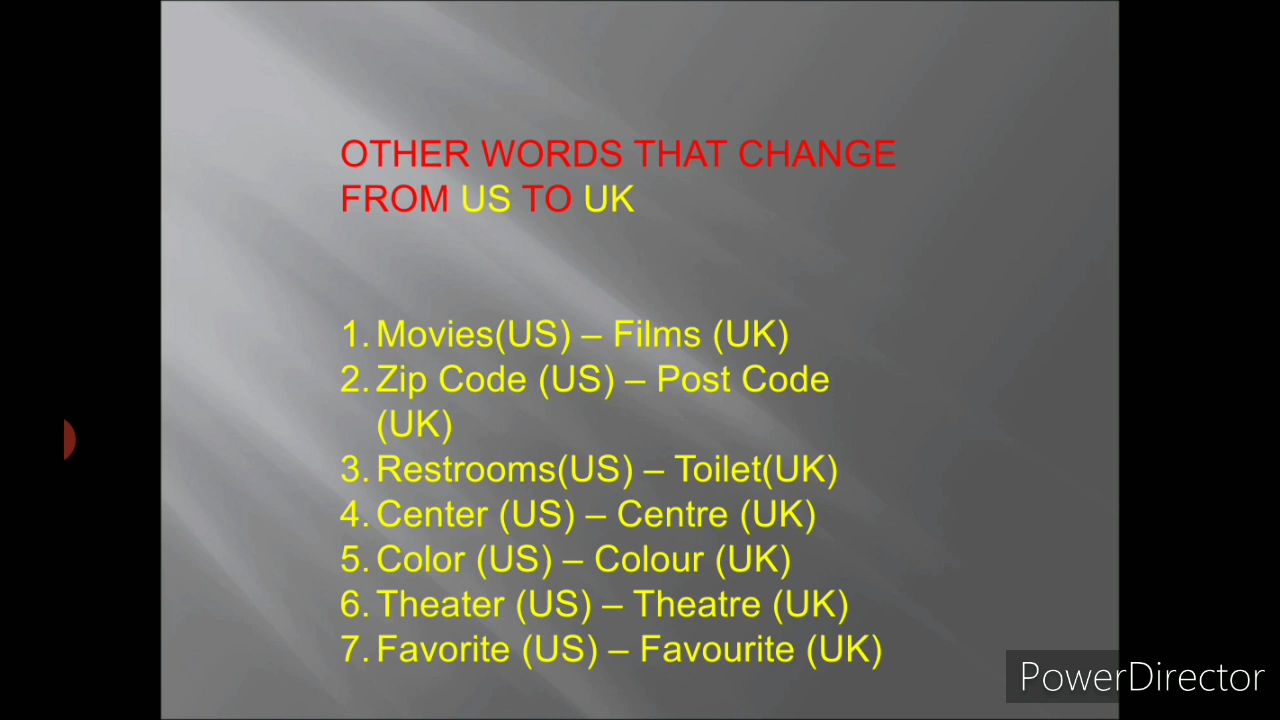 OTHER WORDS THAT CHANGE
FROM US TO UK
1. Movies(US) – Films (UK)
2. Zip Code (US) – Post Code
(UK)
3. Restrooms(US) – Toilet(UK)
4. Center (US) – Centre (UK)
5. Color (US) – Colour (UK)
6. Theater (US) – Theatre (UK)
7. Favorite (US) – Favourite (UK)
PowerDirector